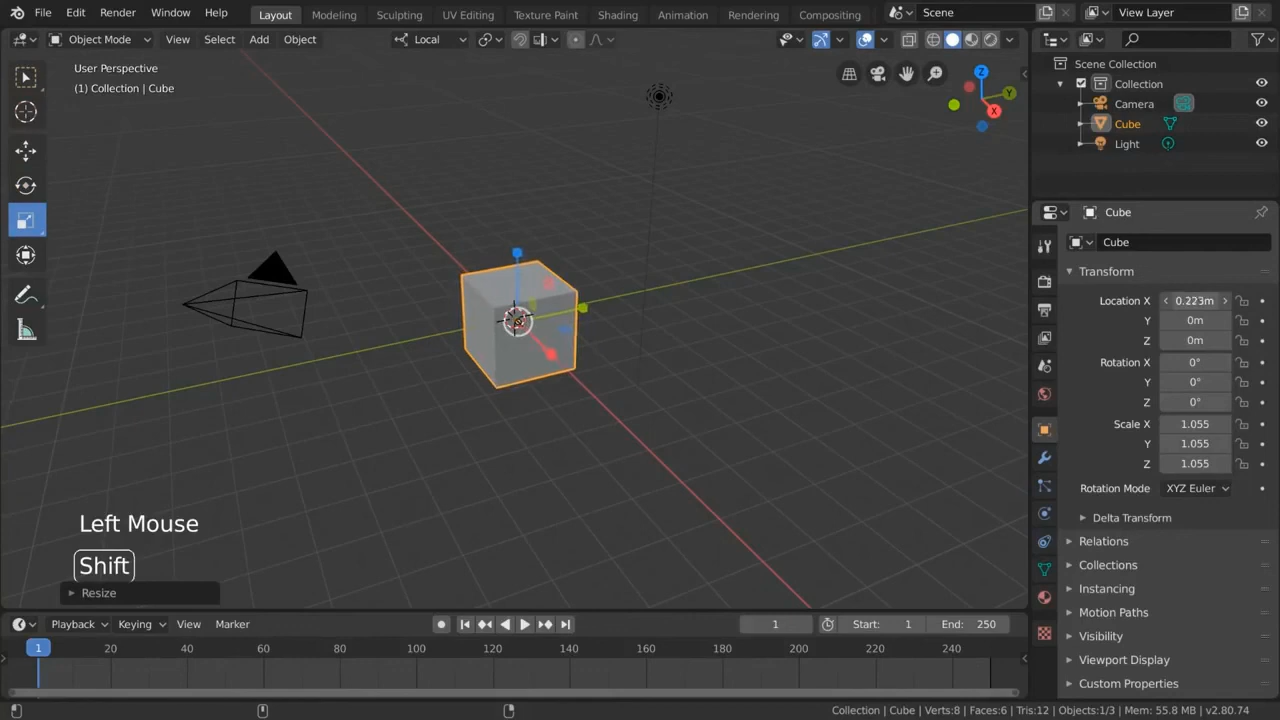 File Edit Render Window Help Layout Modeling Sculpting UV Editing Texture Paint Shading Animation Rendering Compositing Scene View Layer
Object Mode View Select Add Object Local
User Perspective
(1) Collection | Cube
Z
Y
X
Scene Collection
Collection
Camera
Cube
Light
Cube
Cube
Transform
Location X 0.223m
Y 0m
Z 0m
Rotation X 0°
Y 0°
Z 0°
Scale X 1.055
Y 1.055
Z 1.055
Rotation Mode XYZ Euler
Delta Transform
Relations
Collections
Instancing
Motion Paths
Visibility
Viewport Display
Custom Properties
Left Mouse
Shift
Resize
Playback Keying View Marker 1 Start: 1 End: 250
1 20 40 60 80 100 120 140 160 180 200 220 240
Collection | Cube | Verts:8 | Faces:6 | Tris:12 | Objects:1/3 | Mem: 55.8 MB | v2.80.74